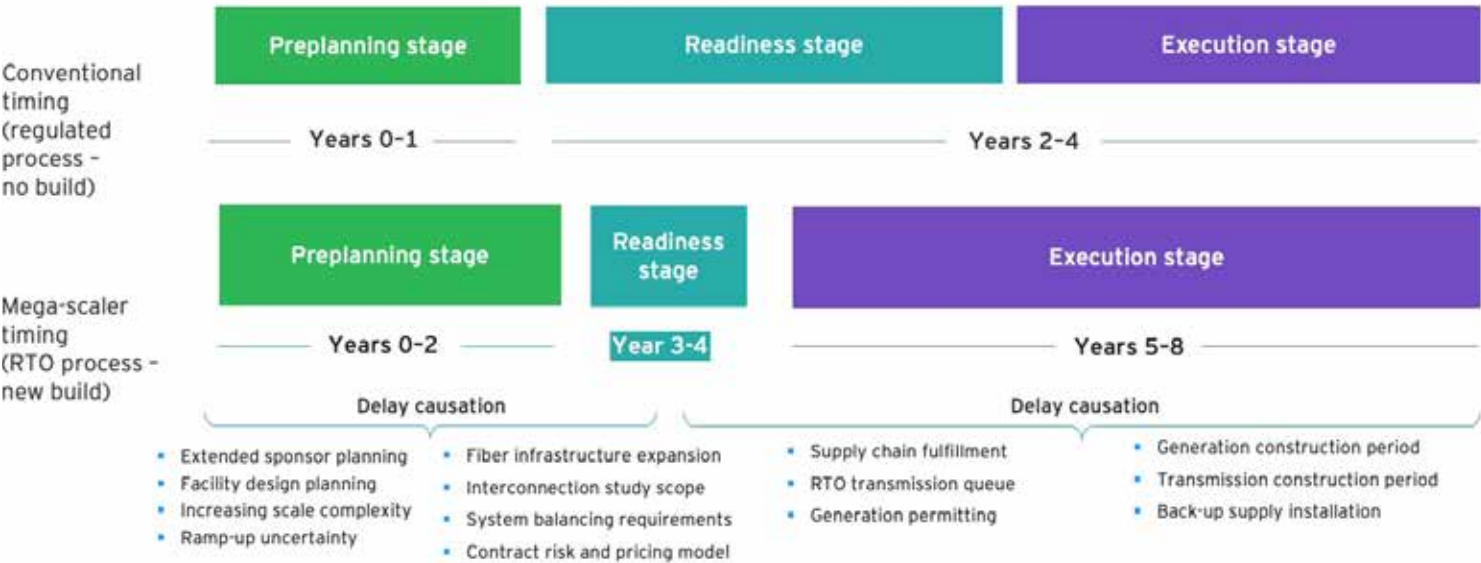 Preplanning stage
Readiness stage
Execution stage
Conventional
timing
(regulated
process –
no build)
Years 0–1
Years 2–4
Preplanning stage
Readiness
stage
Execution stage
Mega-scaler
timing
(RTO process –
new build)
Years 0–2
Year 3-4
Years 5–8
Delay causation
▪ Extended sponsor planning
▪ Facility design planning
▪ Increasing scale complexity
▪ Ramp-up uncertainty
▪ Fiber infrastructure expansion
▪ Interconnection study scope
▪ System balancing requirements
▪ Contract risk and pricing model
Delay causation
▪ Supply chain fulfillment
▪ RTO transmission queue
▪ Generation permitting
▪ Generation construction period
▪ Transmission construction period
▪ Back-up supply installation